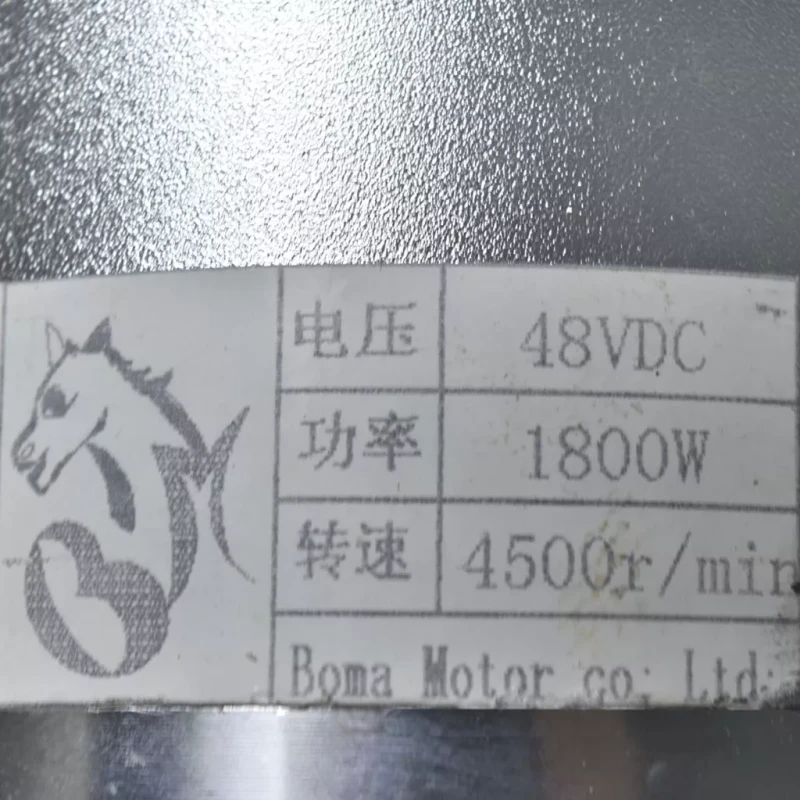 电压 48VDC
功率 1800W
转速 4500r/min
Boma Motor co; Ltd;